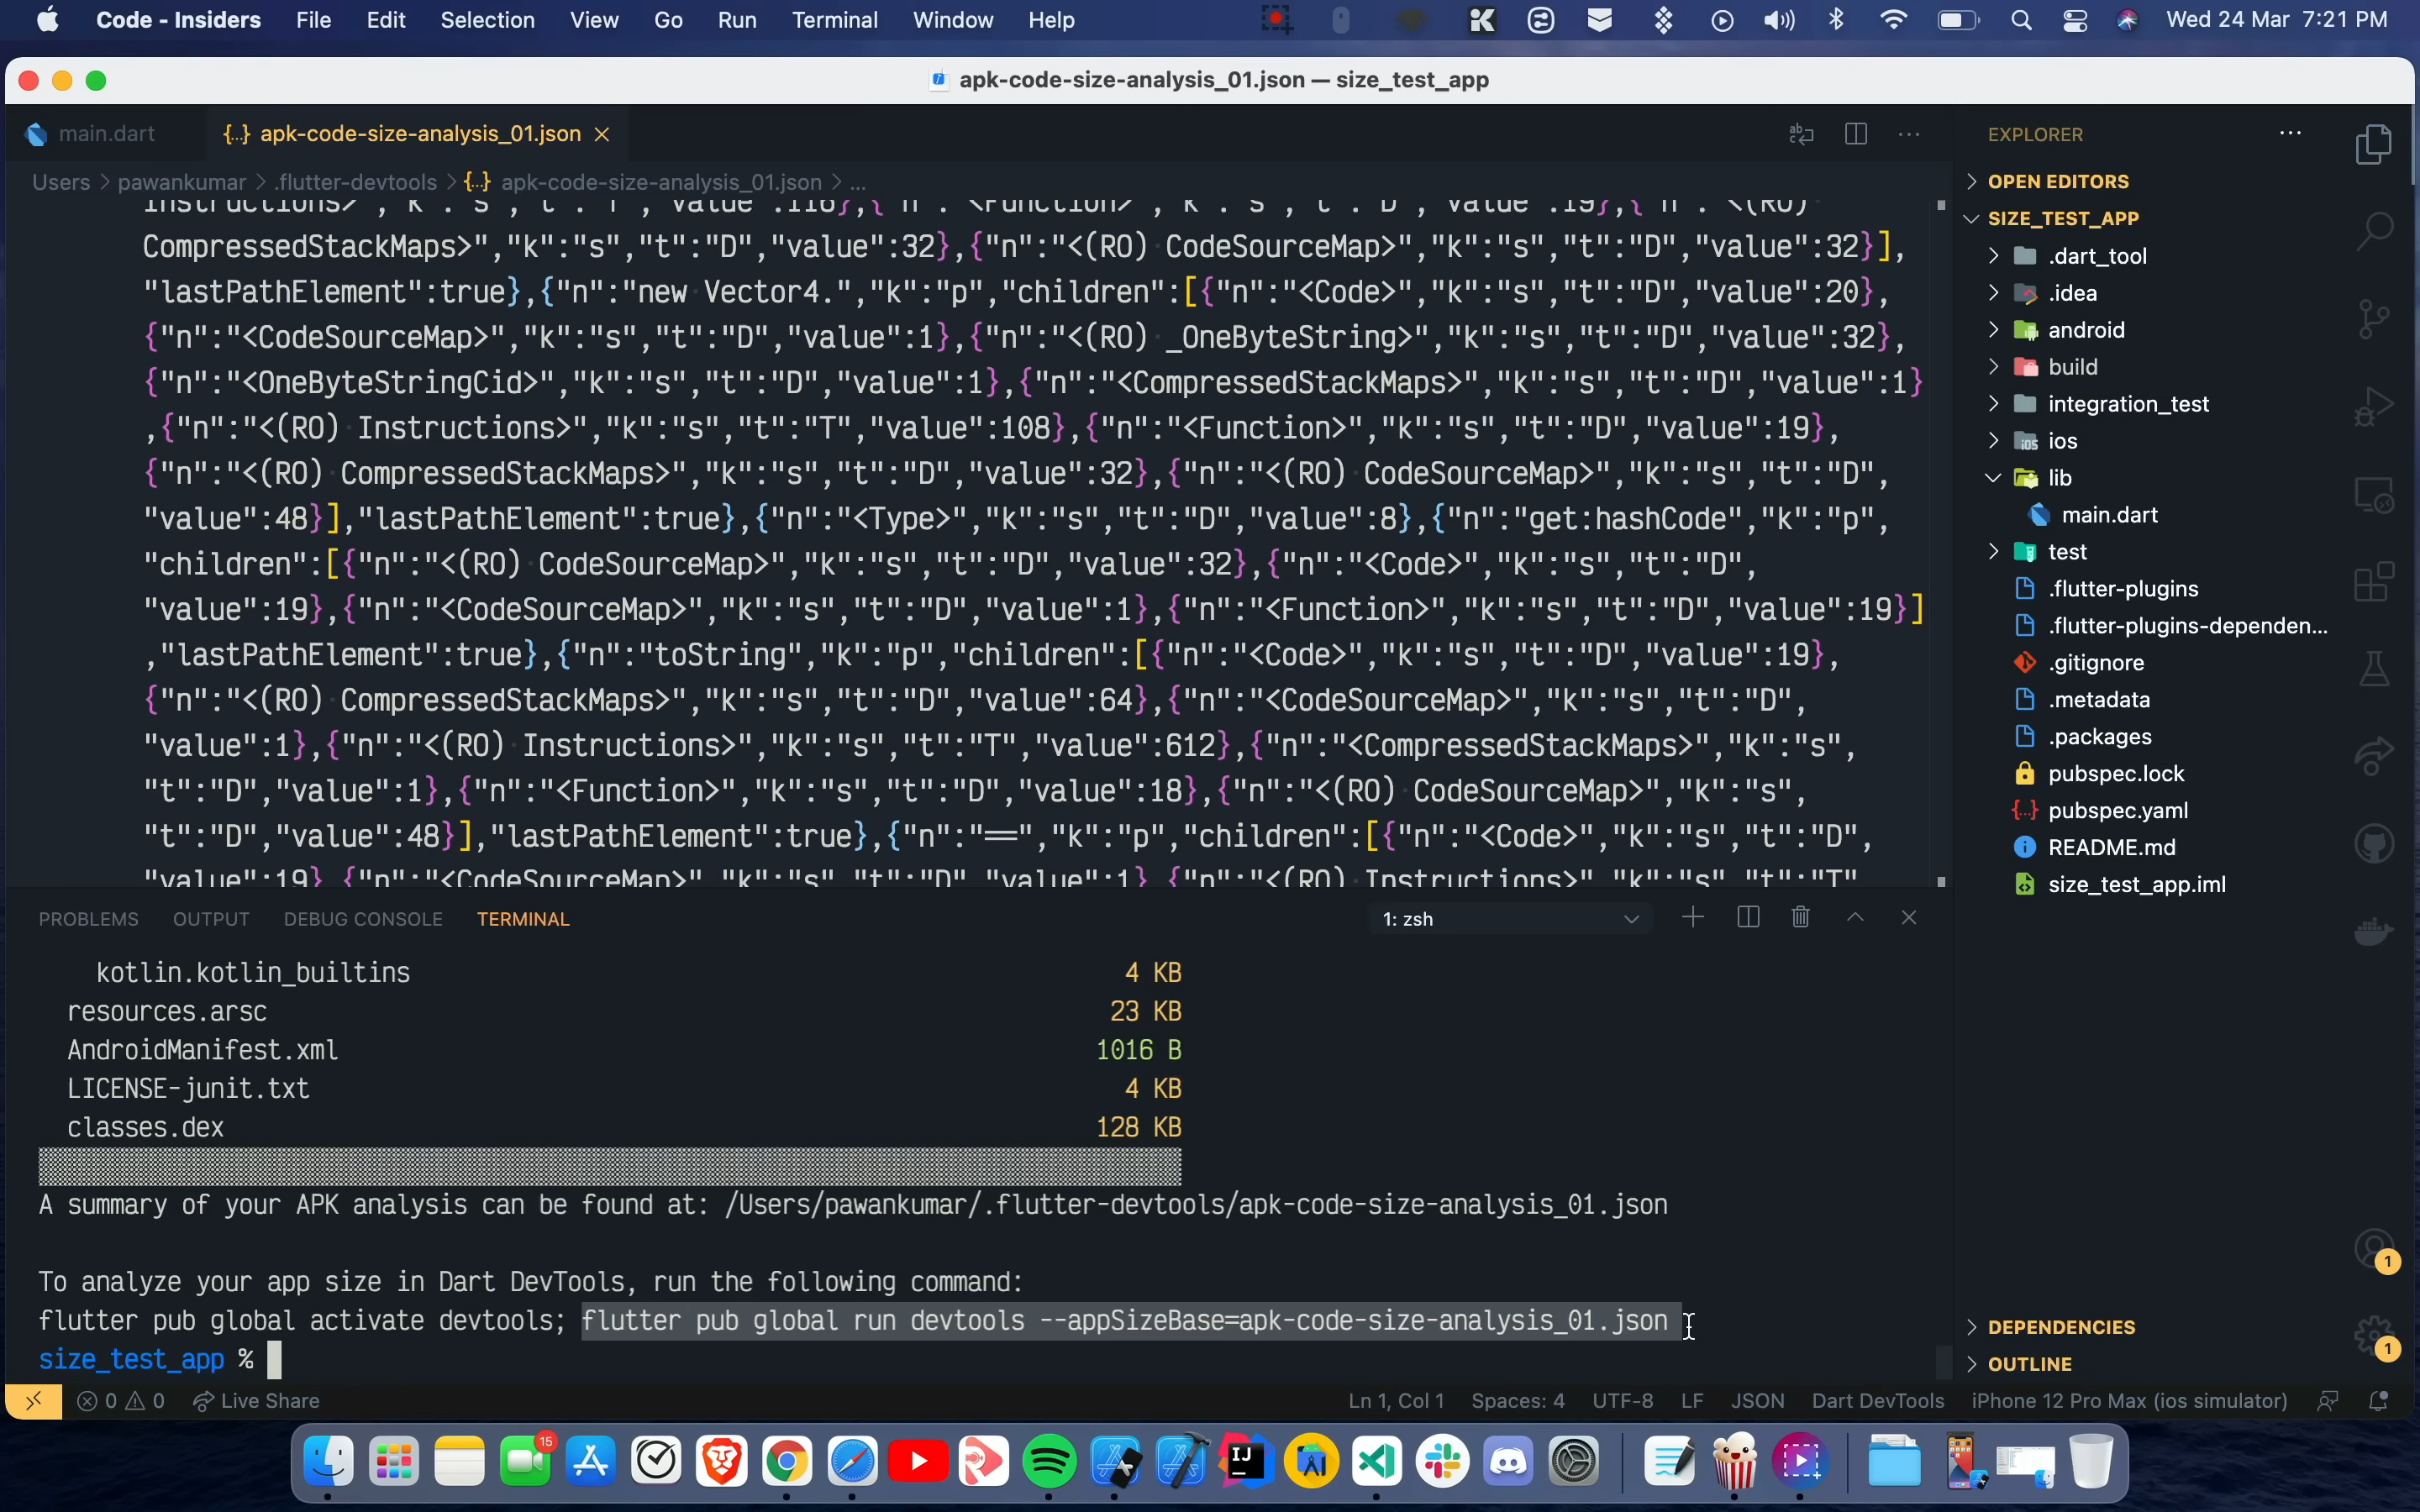 Code - Insiders File Edit Selection View Go Run Terminal Window Help Wed 24 Mar 7:21 PM
apk-code-size-analysis_01.json — size_test_app
main.dart {..} apk-code-size-analysis_01.json
Users > pawankumar > .flutter-devtools > {..} apk-code-size-analysis_01.json > ...
CompressedStackMaps>","k":"s","t":"D","value":32},{"n":"<(RO) CodeSourceMap>","k":"s","t":"D","value":32}],
"lastPathElement":true},{"n":"new Vector4.","k":"p","children":[{"n":"<Code>","k":"s","t":"D","value":20},
{"n":"<CodeSourceMap>","k":"s","t":"D","value":1},{"n":"<(RO) _OneByteString>","k":"s","t":"D","value":32},
{"n":"<OneByteStringCid>","k":"s","t":"D","value":1},{"n":"<CompressedStackMaps>","k":"s","t":"D","value":1}
,{"n":"<(RO) Instructions>","k":"s","t":"T","value":108},{"n":"<Function>","k":"s","t":"D","value":19},
{"n":"<(RO) CompressedStackMaps>","k":"s","t":"D","value":32},{"n":"<(RO) CodeSourceMap>","k":"s","t":"D",
"value":48}],"lastPathElement":true},{"n":"<Type>","k":"s","t":"D","value":8},{"n":"get:hashCode","k":"p",
"children":[{"n":"<(RO) CodeSourceMap>","k":"s","t":"D","value":32},{"n":"<Code>","k":"s","t":"D",
"value":19},{"n":"<CodeSourceMap>","k":"s","t":"D","value":1},{"n":"<Function>","k":"s","t":"D","value":19}]
,"lastPathElement":true},{"n":"toString","k":"p","children":[{"n":"<Code>","k":"s","t":"D","value":19},
{"n":"<(RO) CompressedStackMaps>","k":"s","t":"D","value":64},{"n":"<CodeSourceMap>","k":"s","t":"D",
"value":1},{"n":"<(RO) Instructions>","k":"s","t":"T","value":612},{"n":"<CompressedStackMaps>","k":"s",
"t":"D","value":1},{"n":"<Function>","k":"s","t":"D","value":18},{"n":"<(RO) CodeSourceMap>","k":"s",
"t":"D","value":48}],"lastPathElement":true},{"n":"==","k":"p","children":[{"n":"<Code>","k":"s","t":"D",
"value":19},{"n":"<CodeSourceMap>","k":"s","t":"D","value":1},{"n":"<(RO) Instructions>","k":"s","t":"T"
PROBLEMS OUTPUT DEBUG CONSOLE TERMINAL 1: zsh
kotlin.kotlin_builtins 4 KB
resources.arsc 23 KB
AndroidManifest.xml 1016 B
LICENSE-junit.txt 4 KB
classes.dex 128 KB
A summary of your APK analysis can be found at: /Users/pawankumar/.flutter-devtools/apk-code-size-analysis_01.json
To analyze your app size in Dart DevTools, run the following command:
flutter pub global activate devtools; flutter pub global run devtools --appSizeBase=apk-code-size-analysis_01.json
size_test_app %
EXPLORER
OPEN EDITORS
SIZE_TEST_APP
.dart_tool
.idea
android
build
integration_test
ios
lib
main.dart
test
.flutter-plugins
.flutter-plugins-dependen...
.gitignore
.metadata
.packages
pubspec.lock
pubspec.yaml
README.md
size_test_app.iml
DEPENDENCIES
OUTLINE
1
1
0 0 Live Share Ln 1, Col 1 Spaces: 4 UTF-8 LF JSON Dart DevTools iPhone 12 Pro Max (ios simulator)
15
IJ